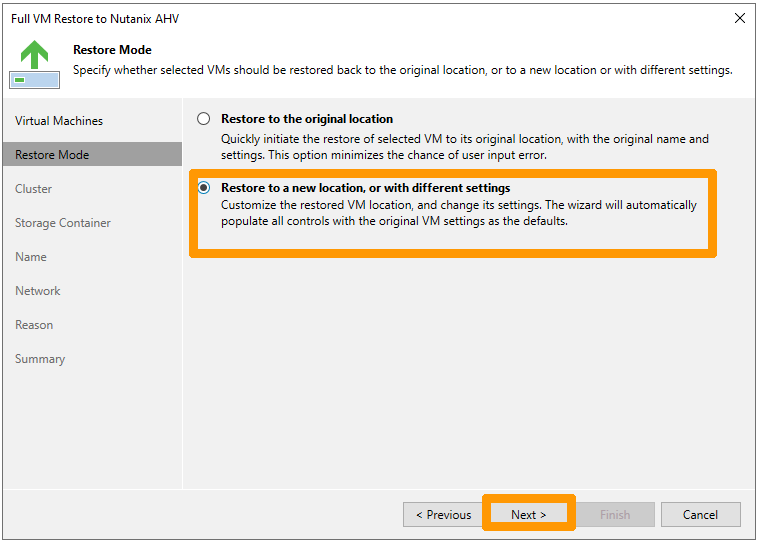 Full VM Restore to Nutanix AHV
Restore Mode
Specify whether selected VMs should be restored back to the original location, or to a new location or with different settings.
Virtual Machines
Restore Mode
Cluster
Storage Container
Name
Network
Reason
Summary
Restore to the original location
Quickly initiate the restore of selected VM to its original location, with the original name and
settings. This option minimizes the chance of user input error.
Restore to a new location, or with different settings
Customize the restored VM location, and change its settings. The wizard will automatically
populate all controls with the original VM settings as the defaults.
< Previous
Next >
Finish
Cancel